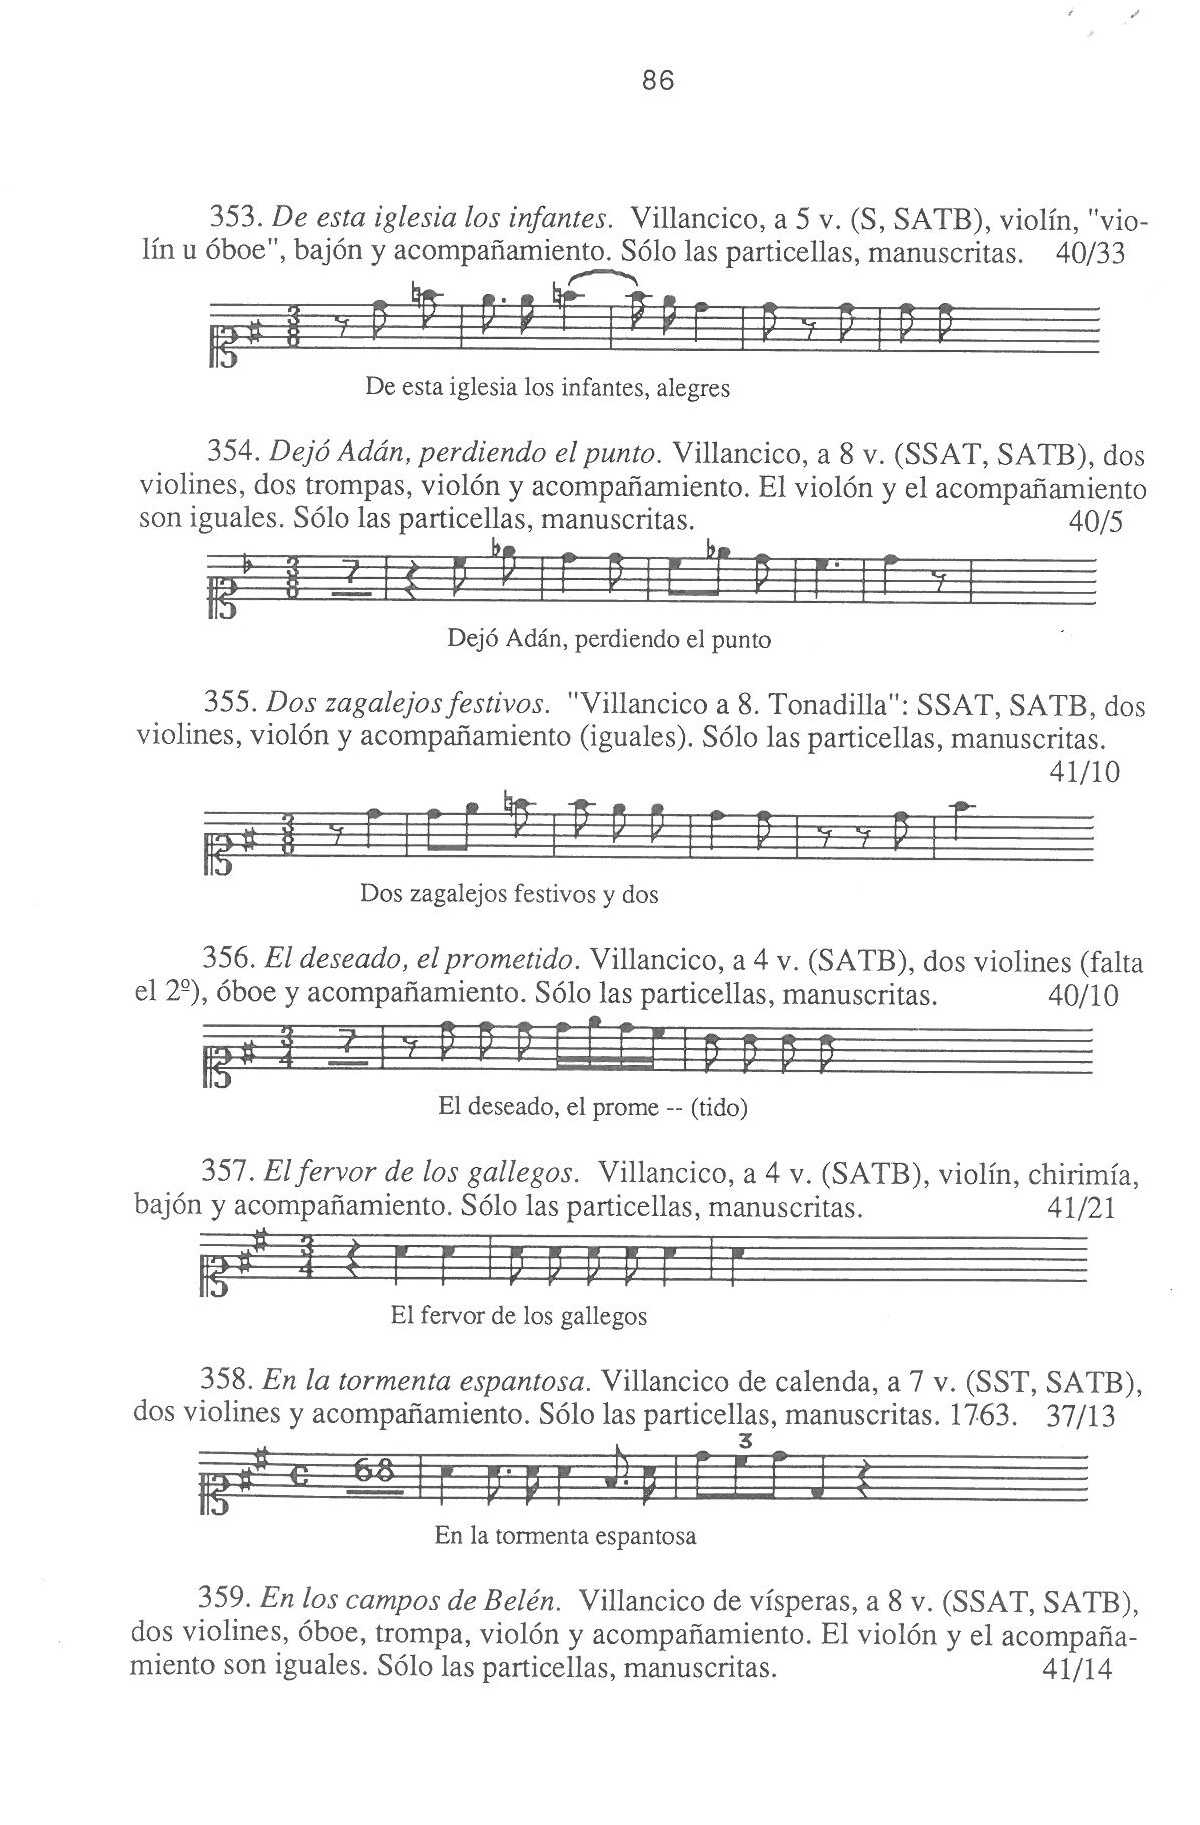 86
353. De esta iglesia los infantes. Villancico, a 5 v. (S, SATB), violín, "vio-
lín u óboe", bajón y acompañamiento. Sólo las particellas, manuscritas. 40/33
3
8
De esta iglesia los infantes, alegres
354. Dejó Adán, perdiendo el punto. Villancico, a 8 v. (SSAT, SATB), dos
violines, dos trompas, violón y acompañamiento. El violón y el acompañamiento
son iguales. Sólo las particellas, manuscritas. 40/5
3 7
8
Dejó Adán, perdiendo el punto
355. Dos zagalejos festivos. "Villancico a 8. Tonadilla": SSAT, SATB, dos
violines, violón y acompañamiento (iguales). Sólo las particellas, manuscritas.
41/10
3
8
Dos zagalejos festivos y dos
356. El deseado, el prometido. Villancico, a 4 v. (SATB), dos violines (falta
el 2º), óboe y acompañamiento. Sólo las particellas, manuscritas. 40/10
3 7
4
El deseado, el prome -- (tido)
357. El fervor de los gallegos. Villancico, a 4 v. (SATB), violín, chirimía,
bajón y acompañamiento. Sólo las particellas, manuscritas. 41/21
3
4
El fervor de los gallegos
358. En la tormenta espantosa. Villancico de calenda, a 7 v. (SST, SATB),
dos violines y acompañamiento. Sólo las particellas, manuscritas. 1763. 37/13
68 3
En la tormenta espantosa
359. En los campos de Belén. Villancico de vísperas, a 8 v. (SSAT, SATB),
dos violines, óboe, trompa, violón y acompañamiento. El violón y el acompaña-
miento son iguales. Sólo las particellas, manuscritas. 41/14